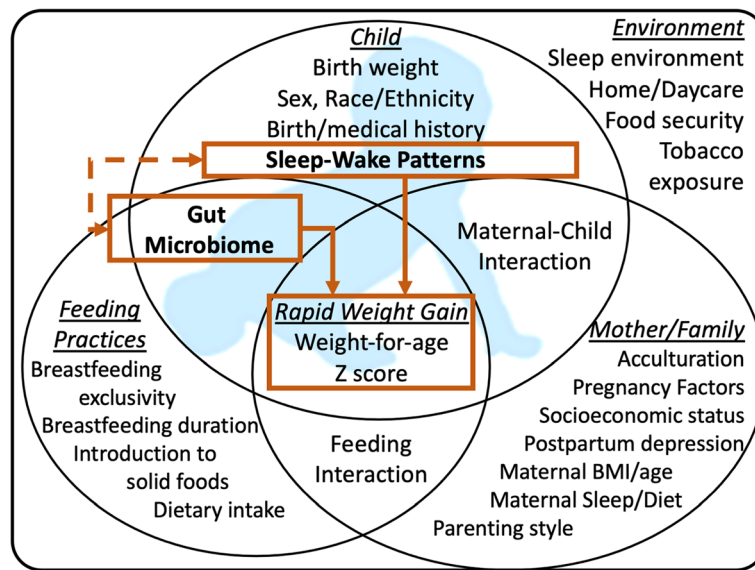 Child
Birth weight
Sex, Race/Ethnicity
Birth/medical history
Sleep-Wake Patterns
Environment
Sleep environment
Home/Daycare
Food security
Tobacco
exposure
Gut
Microbiome
Maternal-Child
Interaction
Rapid Weight Gain
Weight-for-age
Z score
Feeding
Practices
Breastfeeding
exclusivity
Breastfeeding duration
Introduction to
solid foods
Dietary intake
Feeding
Interaction
Mother/Family
Acculturation
Pregnancy Factors
Socioeconomic status
Postpartum depression
Maternal BMI/age
Maternal Sleep/Diet
Parenting style